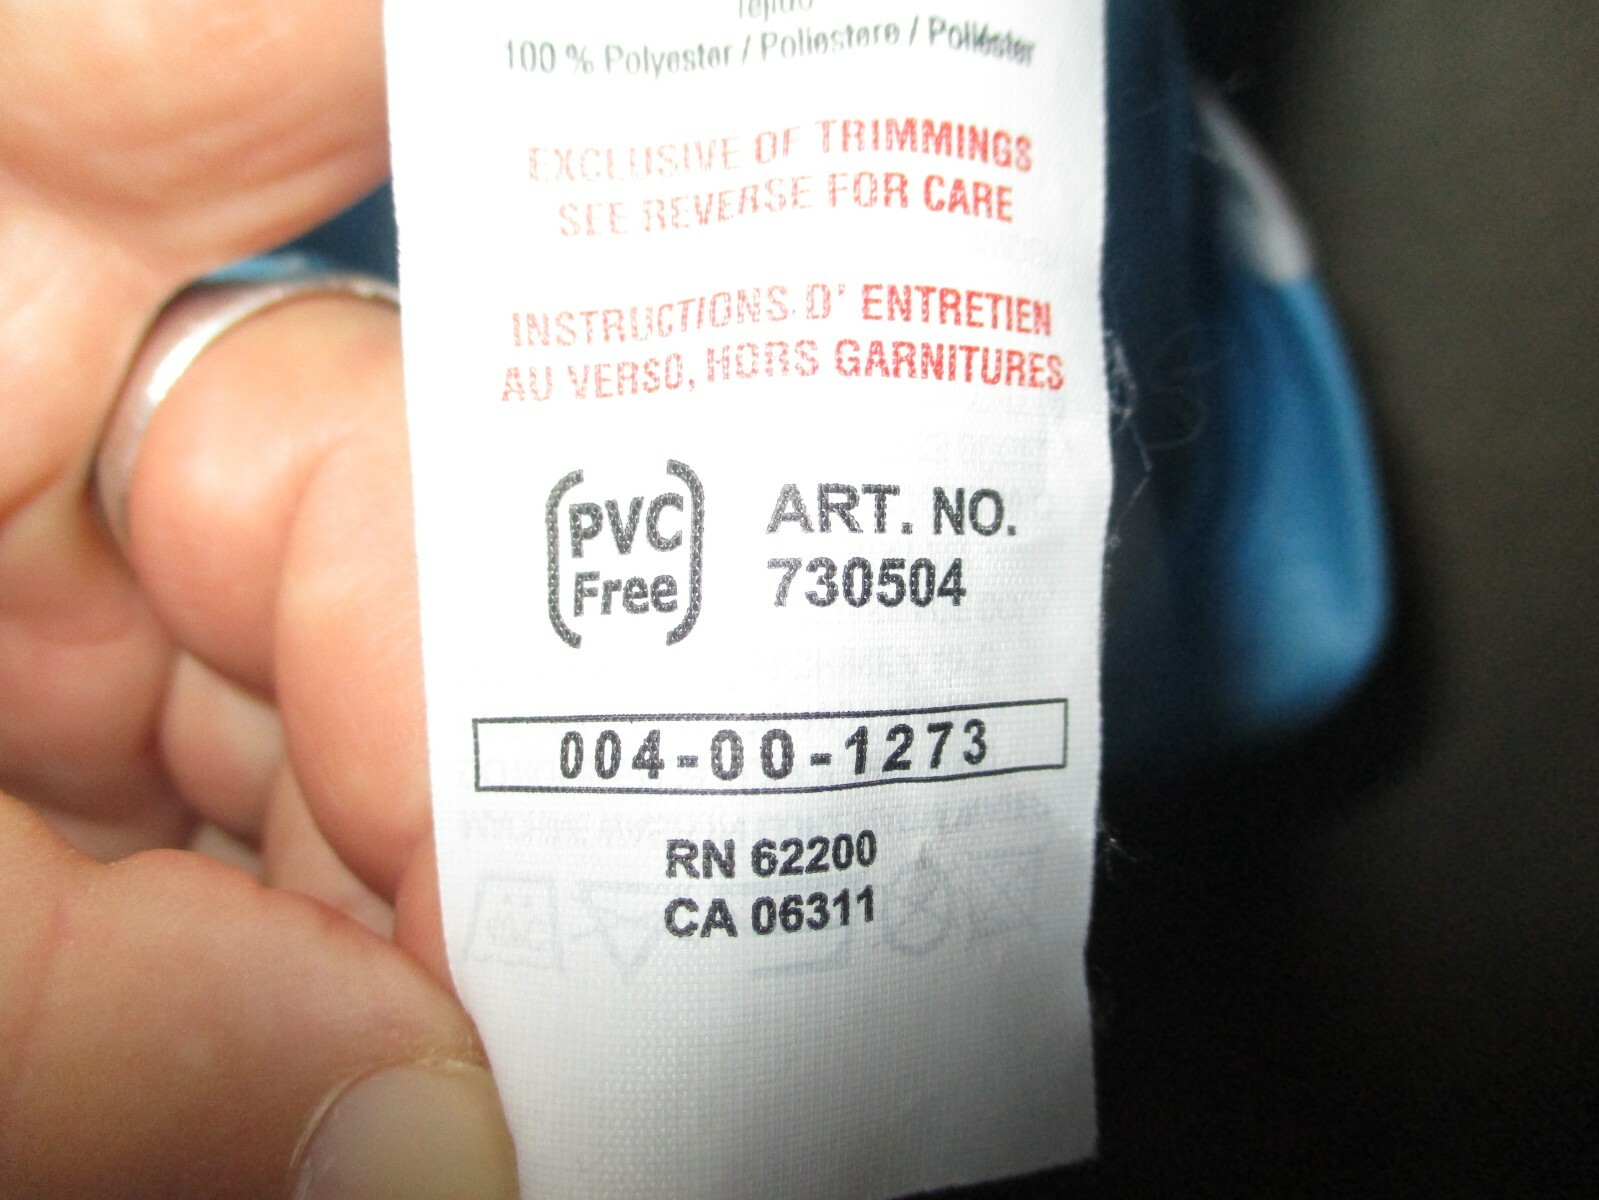 Tejido
100 % Polyester / Poliestere / Poliéster
EXCLUSIVE OF TRIMMINGS
SEE REVERSE FOR CARE
INSTRUCTIONS D' ENTRETIEN
AU VERSO, HORS GARNITURES
PVC
Free
ART. NO.
730504
004-00-1273
RN 62200
CA 06311